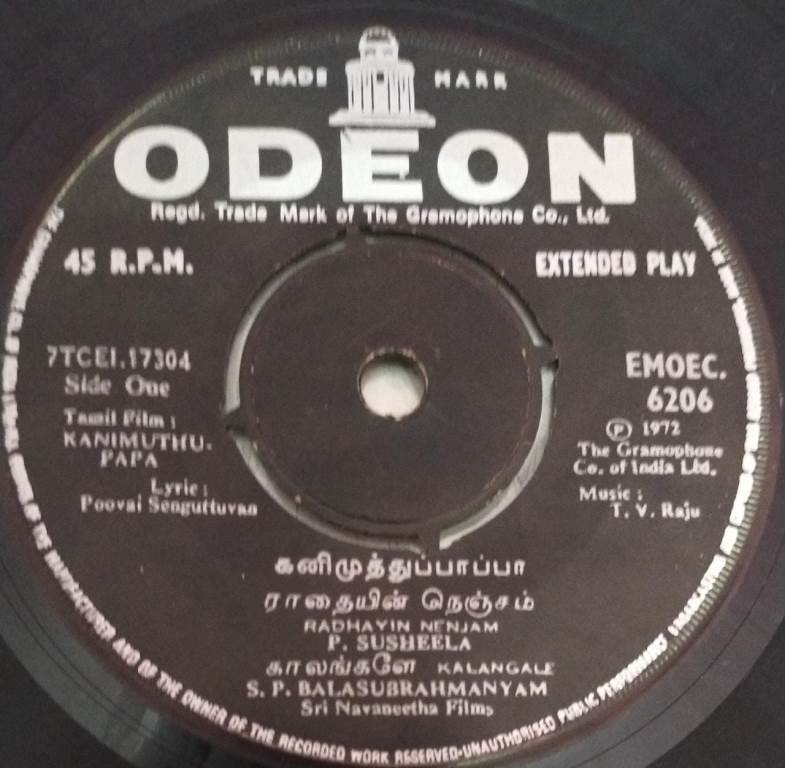 TRADE MARK
ODEON
Regd. Trade Mark of The Gramophone Co., Ltd.
45 R.P.M.
EXTENDED PLAY
7TCEI.17304
Side One
Tamil Film :
KANIMUTHU-
PAPA
Lyric :
Poovai Senguttuvan
EMOEC.
6206
Ⓟ 1972
The Gramophone
Co. of India Ltd.
Music :
T. V. Raju
கனிமுத்துப்பாப்பா
ராதையின் நெஞ்சம்
RADHAYIN NENJAM
P. SUSHEELA
காலங்களே KALANGALE
S. P. BALASUBRAHMANYAM
Sri Navaneetha Films
MANUFACTURER AND OF THE OWNER OF THE RECORDED WORK RESERVED-UNAUTHORISED PUBLIC PERFORMANCE